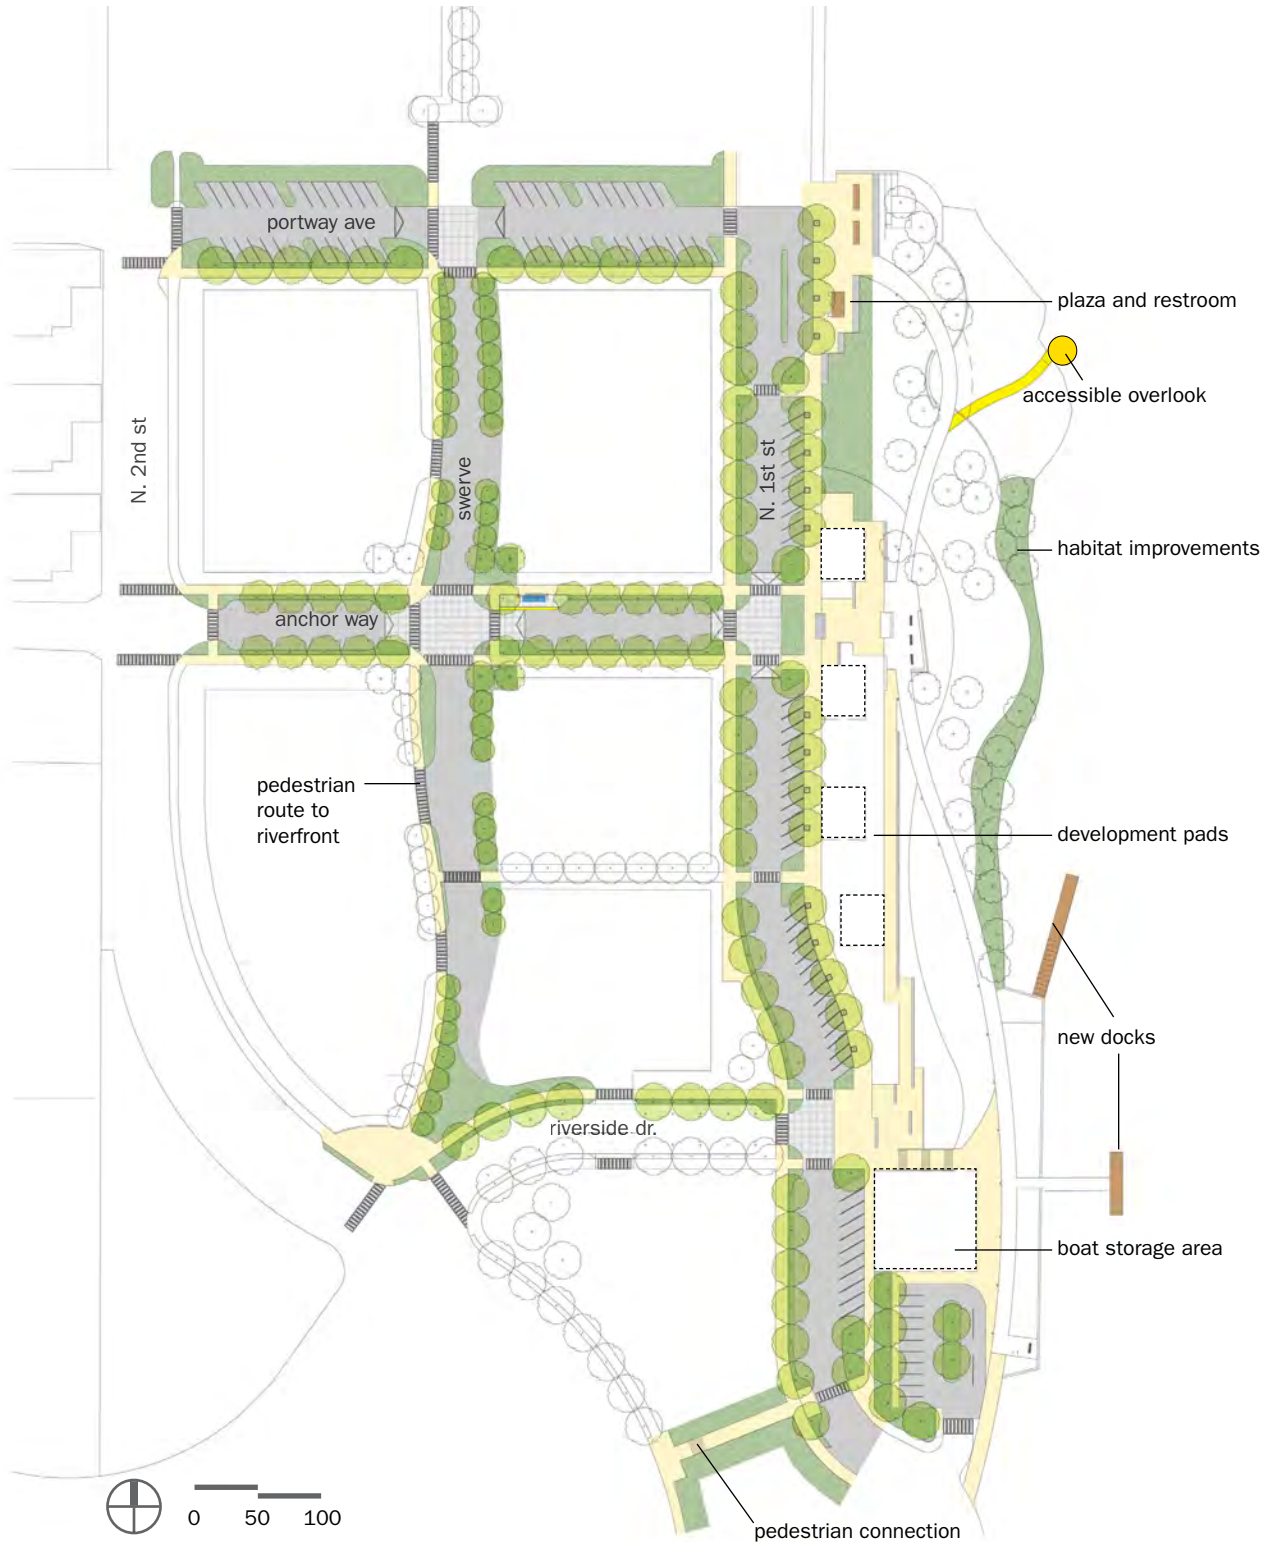 portway ave
plaza and restroom
accessible overlook
N. 2nd st
swerve
N. 1st st
habitat improvements
anchor way
pedestrian
route to
riverfront
development pads
new docks
riverside dr.
boat storage area
0 50 100
pedestrian connection